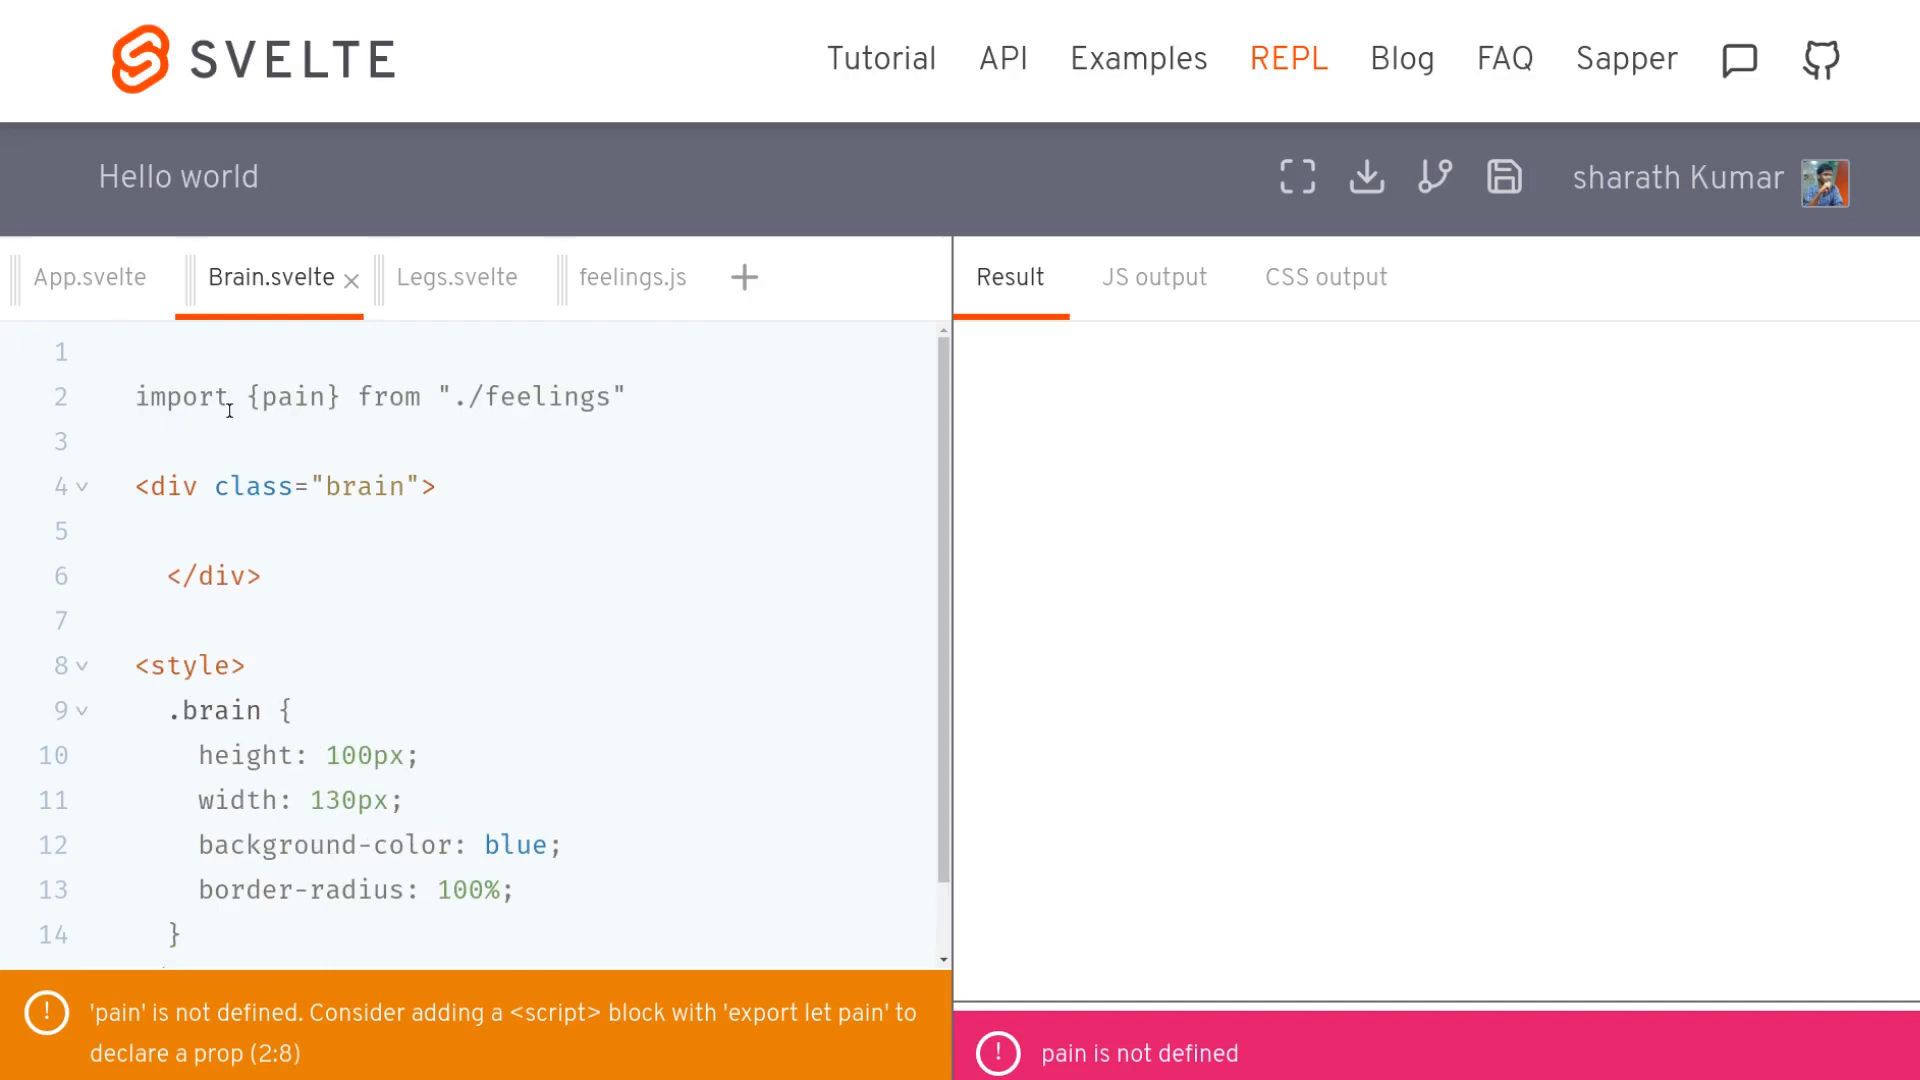 SVELTE
Tutorial API Examples REPL Blog FAQ Sapper
Hello world
sharath Kumar
App.svelte Brain.svelte Legs.svelte feelings.js +
Result JS output CSS output
1
2 import {pain} from "./feelings"
3
4 <div class="brain">
5
6 </div>
7
8 <style>
9 .brain {
10 height: 100px;
11 width: 130px;
12 background-color: blue;
13 border-radius: 100%;
14 }
'pain' is not defined. Consider adding a <script> block with 'export let pain' to
declare a prop (2:8)
pain is not defined